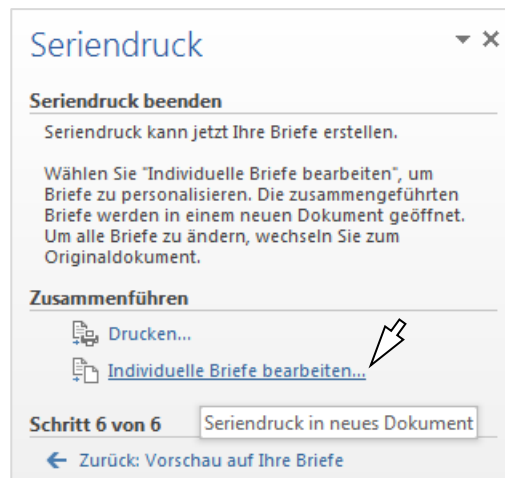 Seriendruck
Seriendruck beenden
Seriendruck kann jetzt Ihre Briefe erstellen.
Wählen Sie "Individuelle Briefe bearbeiten", um
Briefe zu personalisieren. Die zusammengeführten
Briefe werden in einem neuen Dokument geöffnet.
Um alle Briefe zu ändern, wechseln Sie zum
Originaldokument.
Zusammenführen
Drucken...
Individuelle Briefe bearbeiten...
Schritt 6 von 6
Seriendruck in neues Dokument
Zurück: Vorschau auf Ihre Briefe